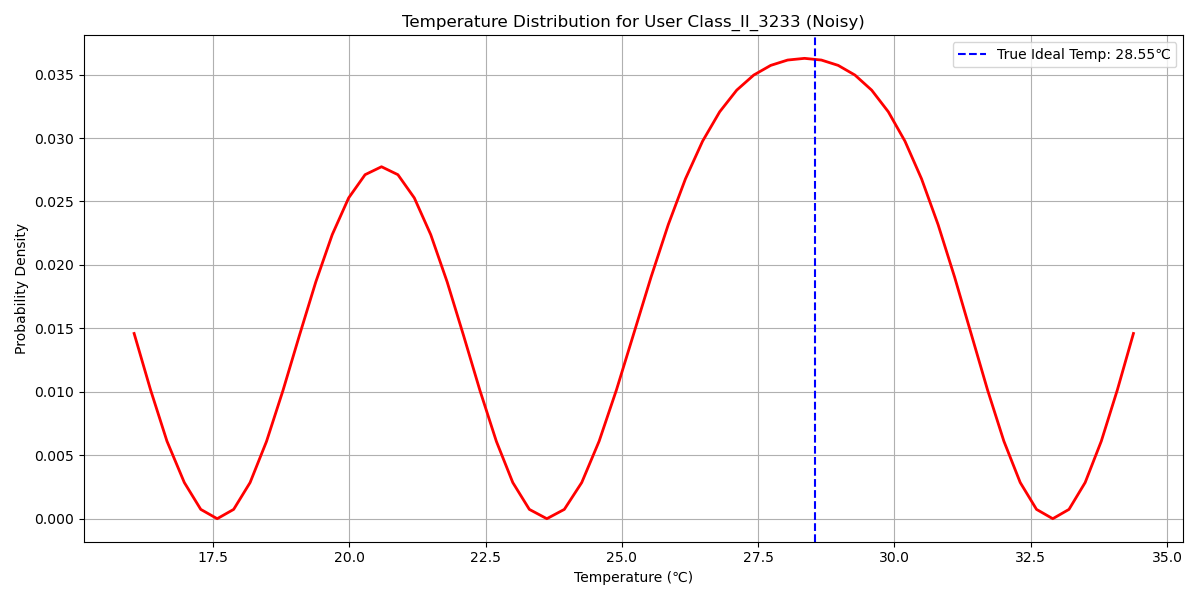 Temperature Distribution for User Class_II_3233 (Noisy)
True Ideal Temp: 28.55℃
Probability Density
0.035
0.030
0.025
0.020
0.015
0.010
0.005
0.000
17.5 20.0 22.5 25.0 27.5 30.0 32.5 35.0
Temperature (℃)